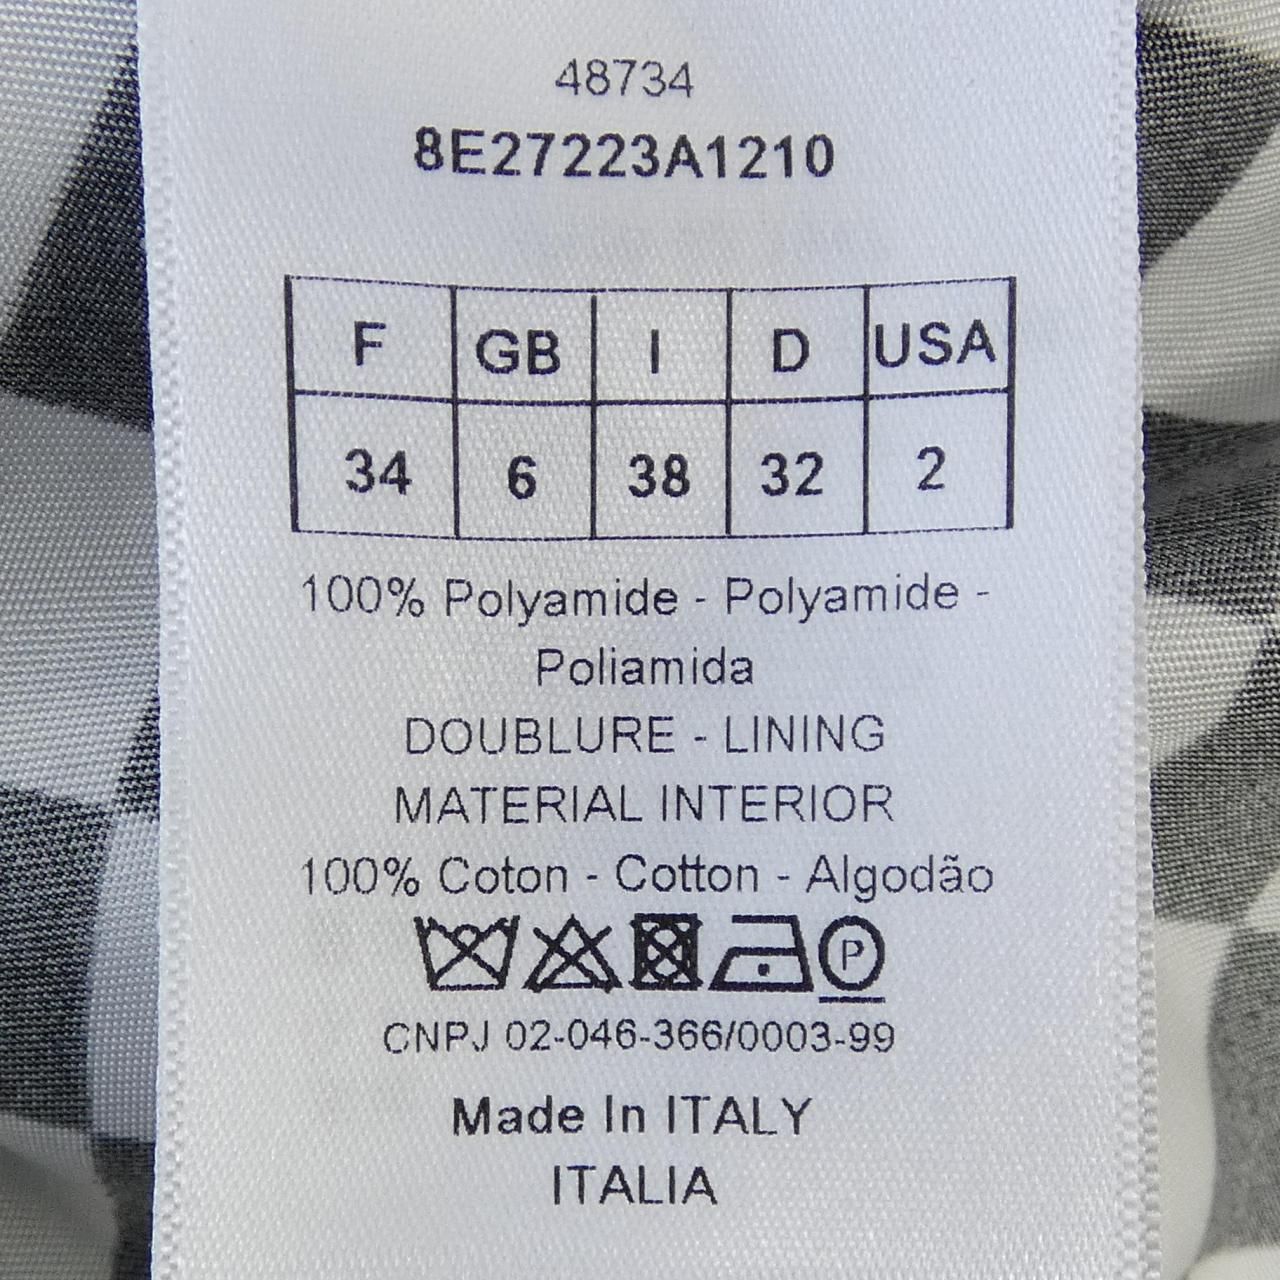 48734
8E27223A1210
F GB I D USA
34 6 38 32 2
100% Polyamide - Polyamide -
Poliamida
DOUBLURE - LINING
MATERIAL INTERIOR
100% Coton - Cotton - Algodão
P
CNPJ 02-046-366/0003-99
Made In ITALY
ITALIA